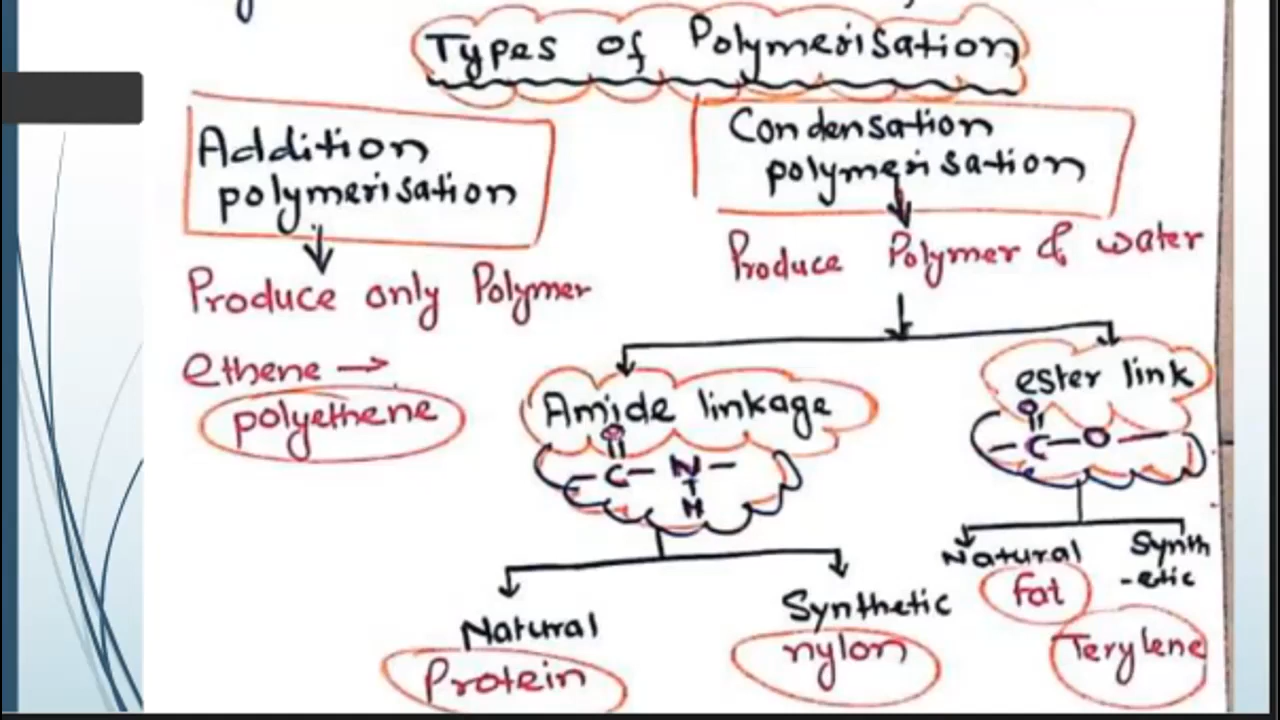 Types of Polymerisation
Addition
polymerisation
Condensation
polymerisation
Produce only Polymer
Produce Polymer & water
ethene →
polyethene
Amide linkage
O
– C – N –
H
ester link
O
– C – O –
Natural
Protein
Synthetic
nylon
Natural
fat
Synth
-etic
Terylene